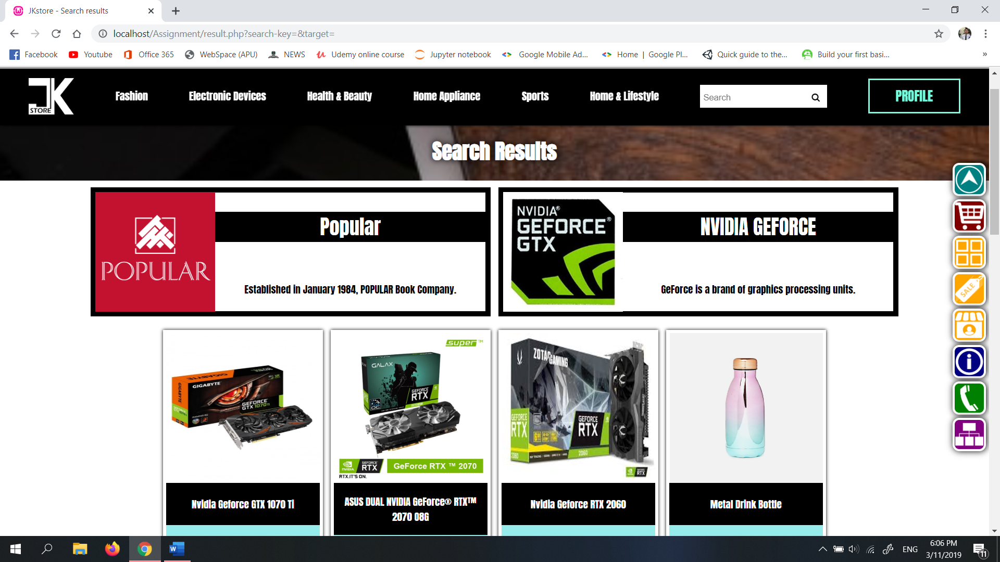 JKstore - Search results
localhost/Assignment/result.php?search-key=&target=
Facebook
Youtube
Office 365
WebSpace (APU)
NEWS
Udemy online course
Jupyter notebook
Google Mobile Ad...
Home | Google Pl...
Quick guide to the...
Build your first basi...
»
JK
STORE
Fashion
Electronic Devices
Health & Beauty
Home Appliance
Sports
Home & Lifestyle
Search
PROFILE
Search Results
POPULAR
Popular
Established in January 1984, POPULAR Book Company.
NVIDIA®
GEFORCE®
GTX
NVIDIA GEFORCE
GeForce is a brand of graphics processing units.
SALE
GIGABYTE
GIGABYTE
GEFORCE
GTX 1070 Ti
super™
GALAX
GEFORCE
RTX
NVIDIA
GEFORCE
RTX
GeForce RTX ™ 2070
RTX.IT'S ON.
ZOTAC GAMING
GEFORCE
RTX
GEFORCE
RTX
2060
2060
Nvidia Geforce GTX 1070 Ti
ASUS DUAL NVIDIA GeForce® RTX™
2070 O8G
Nvidia Geforce RTX 2060
Metal Drink Bottle
ENG
6:06 PM
3/11/2019
11